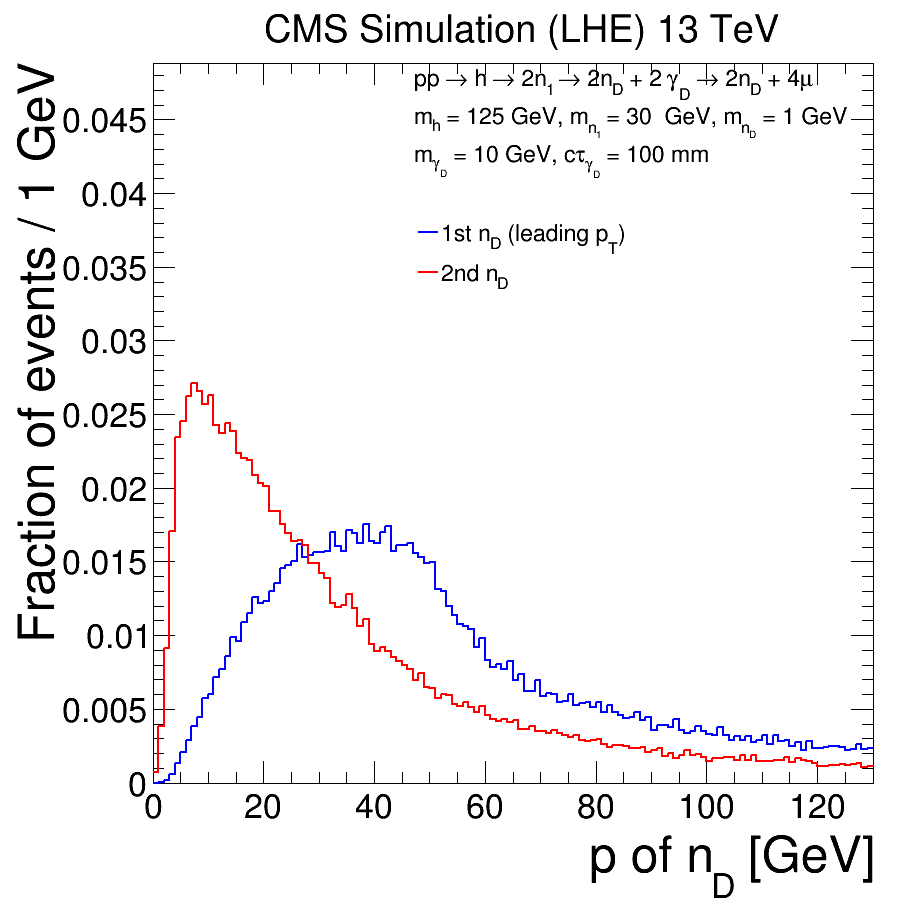 CMS Simulation (LHE) 13 TeV
pp → h → 2n1 → 2nD + 2 γD → 2nD + 4μ
mh = 125 GeV, mn1 = 30 GeV, mnD = 1 GeV
mγD = 10 GeV, cτγD = 100 mm
1st nD (leading pT)
2nd nD
Fraction of events / 1 GeV
0.045
0.04
0.035
0.03
0.025
0.02
0.015
0.01
0.005
0
0 20 40 60 80 100 120
p of nD [GeV]